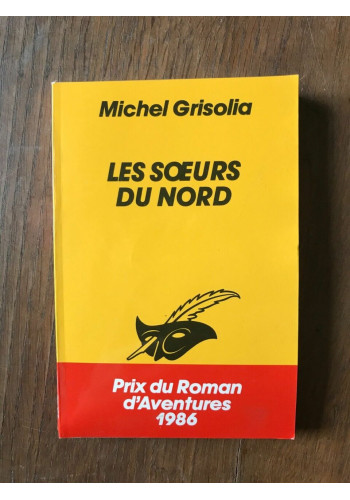 Michel Grisolia
LES SŒURS
DU NORD
Prix du Roman
d'Aventures
1986